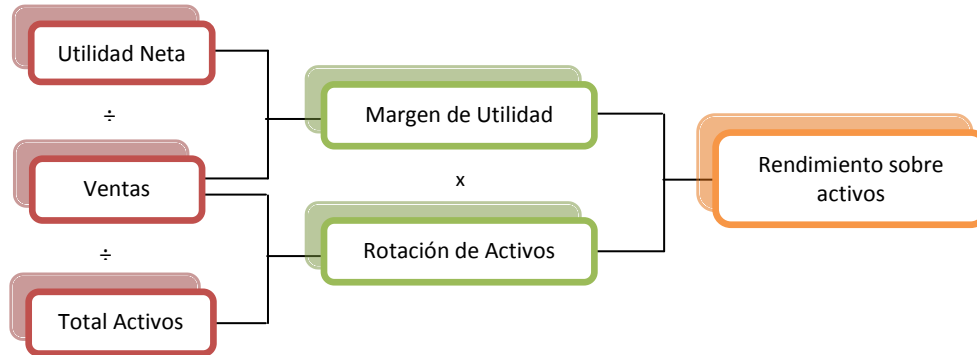 Utilidad Neta
÷
Ventas
÷
Total Activos
Margen de Utilidad
x
Rotación de Activos
Rendimiento sobre
activos